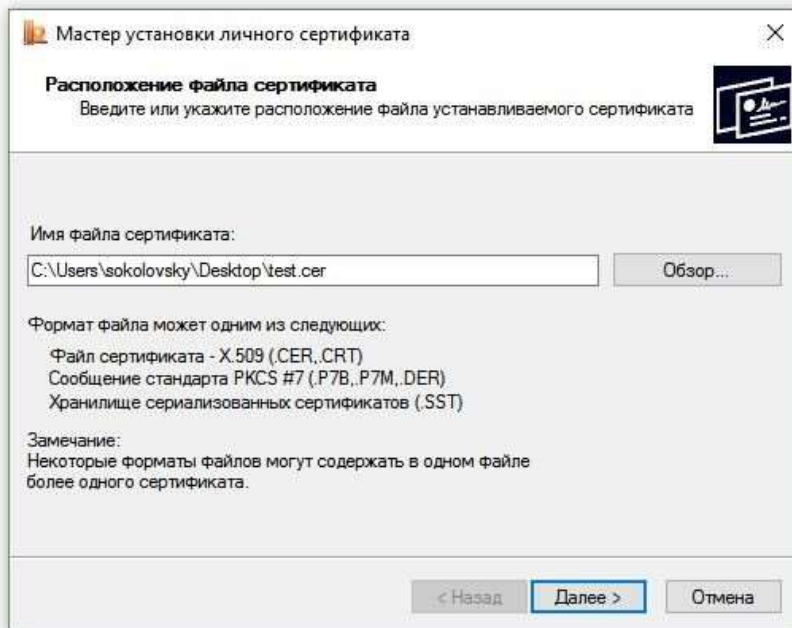 Мастер установки личного сертификата
Расположение файла сертификата
Введите или укажите расположение файла устанавливаемого сертификата
Имя файла сертификата:
C:\Users\sokolovsky\Desktop\test.cer
Обзор...
Формат файла может одним из следующих:
Файл сертификата - X.509 (.CER,.CRT)
Сообщение стандарта PKCS #7 (.P7B,.P7M,.DER)
Хранилище сериализованных сертификатов (.SST)
Замечание:
Некоторые форматы файлов могут содержать в одном файле
более одного сертификата.
< Назад
Далее >
Отмена